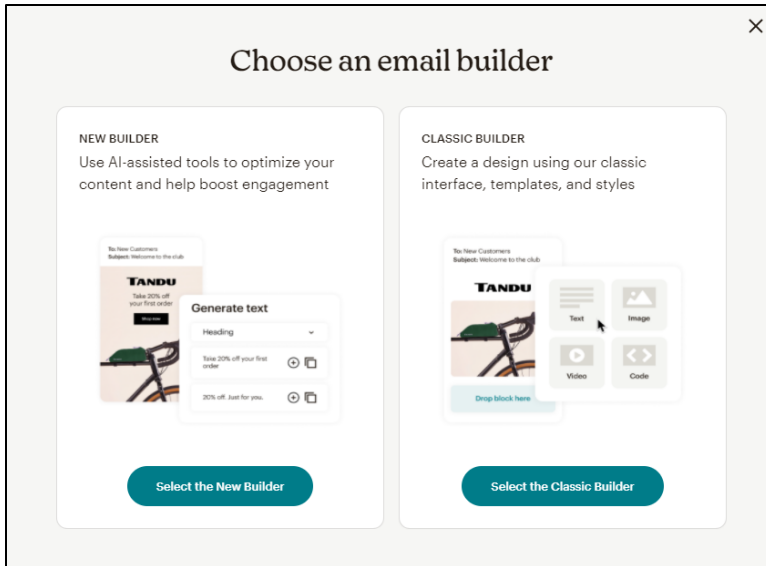 Choose an email builder
NEW BUILDER
Use AI-assisted tools to optimize your
content and help boost engagement
To: New Customers
Subject: Welcome to the club
TANDU
Take 20% off
your first order
Shop now
Generate text
Heading
Take 20% off your first
order
20% off. Just for you.
Select the New Builder
CLASSIC BUILDER
Create a design using our classic
interface, templates, and styles
To: New Customers
Subject: Welcome to the club
TANDU
Text
Image
Video
Code
Drop block here
Select the Classic Builder